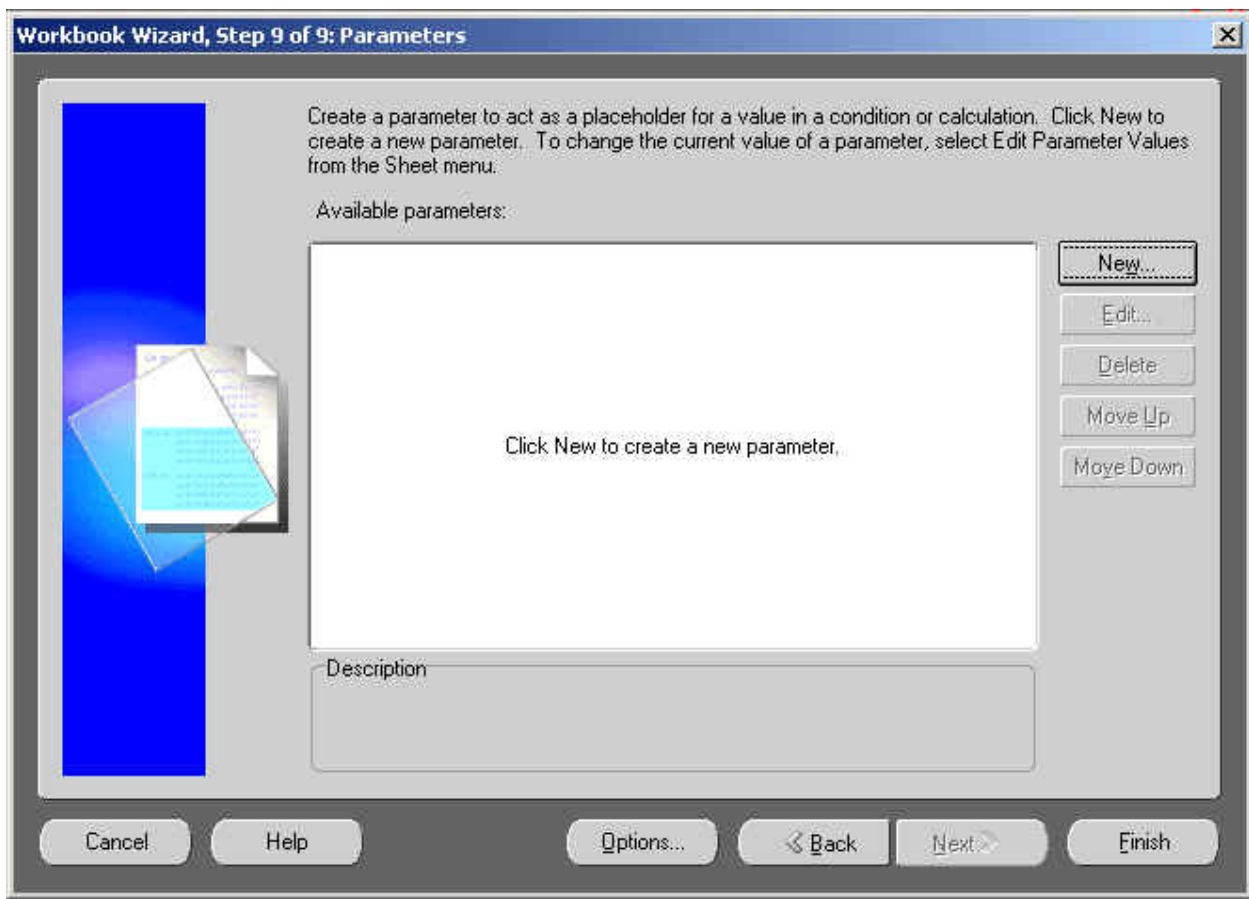 Workbook Wizard, Step 9 of 9: Parameters
Create a parameter to act as a placeholder for a value in a condition or calculation. Click New to
create a new parameter. To change the current value of a parameter, select Edit Parameter Values
from the Sheet menu.
Available parameters:
New...
Edit...
Delete
Move Up
Move Down
Click New to create a new parameter.
Description
Cancel
Help
Options...
Back
Next
Finish